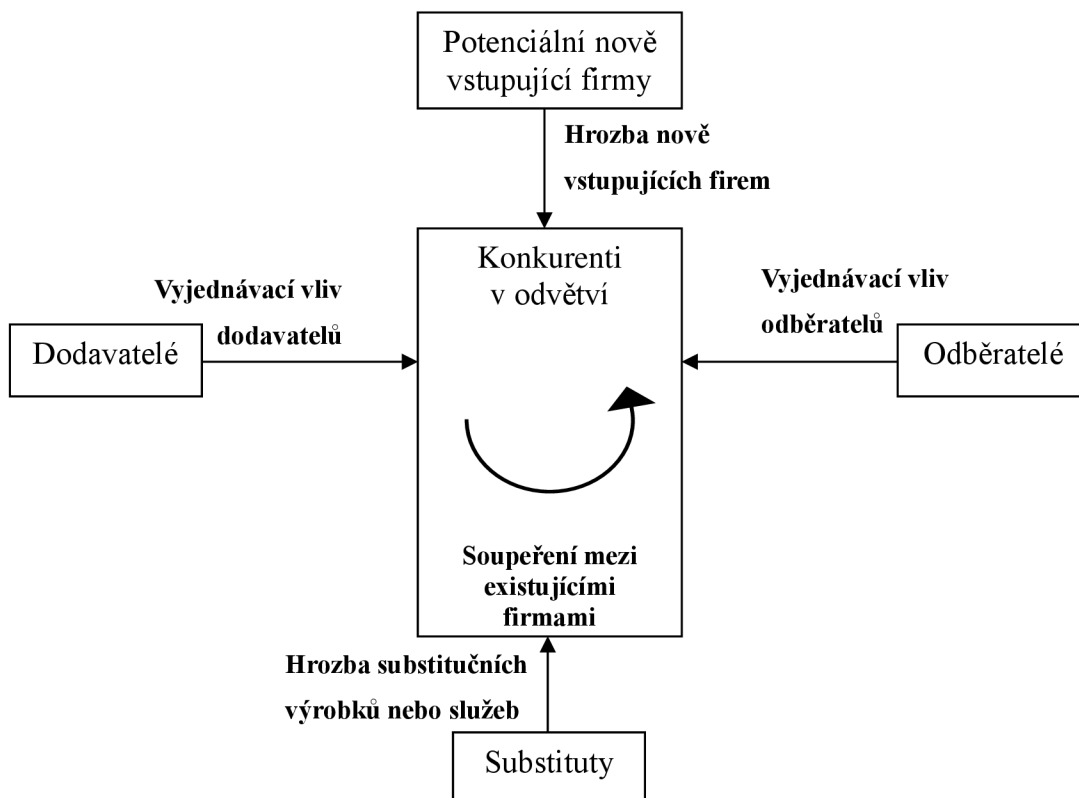 Potenciální nově
vstupující firmy
Hrozba nově
vstupujících firem
Konkurenti
v odvětví
Vyjednávací vliv
dodavatelů
Dodavatelé
Vyjednávací vliv
odběratelů
Odběratelé
Soupeření mezi
existujícími
firmami
Hrozba substitučních
výrobků nebo služeb
Substituty